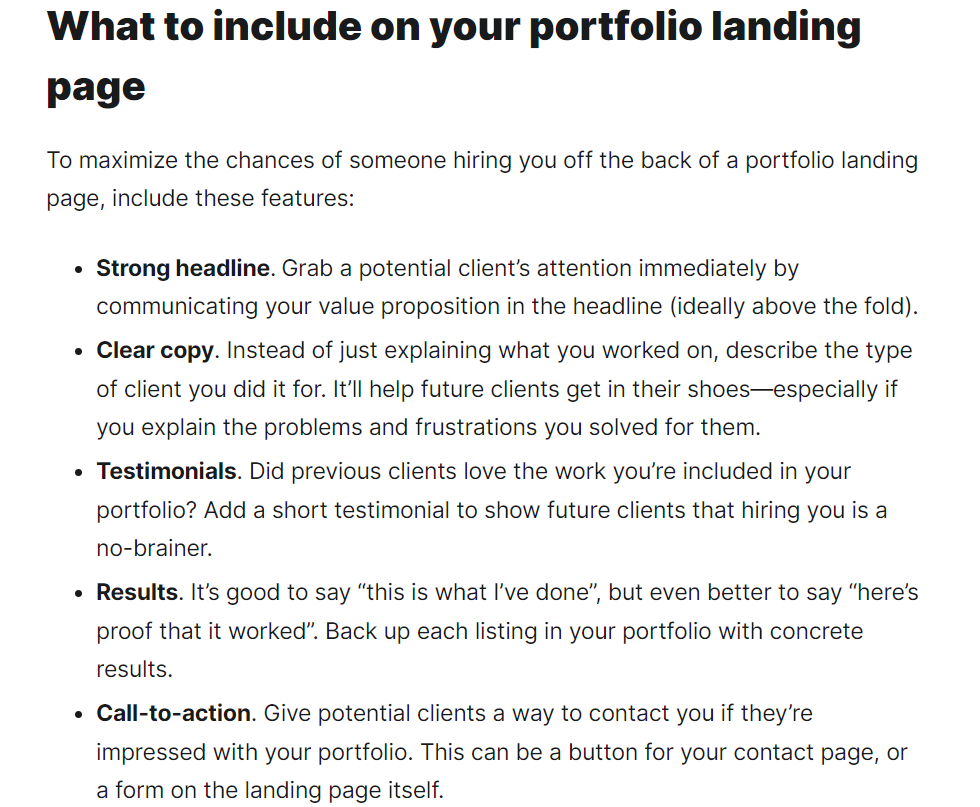 What to include on your portfolio landing
page
To maximize the chances of someone hiring you off the back of a portfolio landing
page, include these features:
• Strong headline. Grab a potential client’s attention immediately by
communicating your value proposition in the headline (ideally above the fold).
• Clear copy. Instead of just explaining what you worked on, describe the type
of client you did it for. It’ll help future clients get in their shoes—especially if
you explain the problems and frustrations you solved for them.
• Testimonials. Did previous clients love the work you’re included in your
portfolio? Add a short testimonial to show future clients that hiring you is a
no-brainer.
• Results. It’s good to say “this is what I’ve done”, but even better to say “here’s
proof that it worked”. Back up each listing in your portfolio with concrete
results.
• Call-to-action. Give potential clients a way to contact you if they’re
impressed with your portfolio. This can be a button for your contact page, or
a form on the landing page itself.